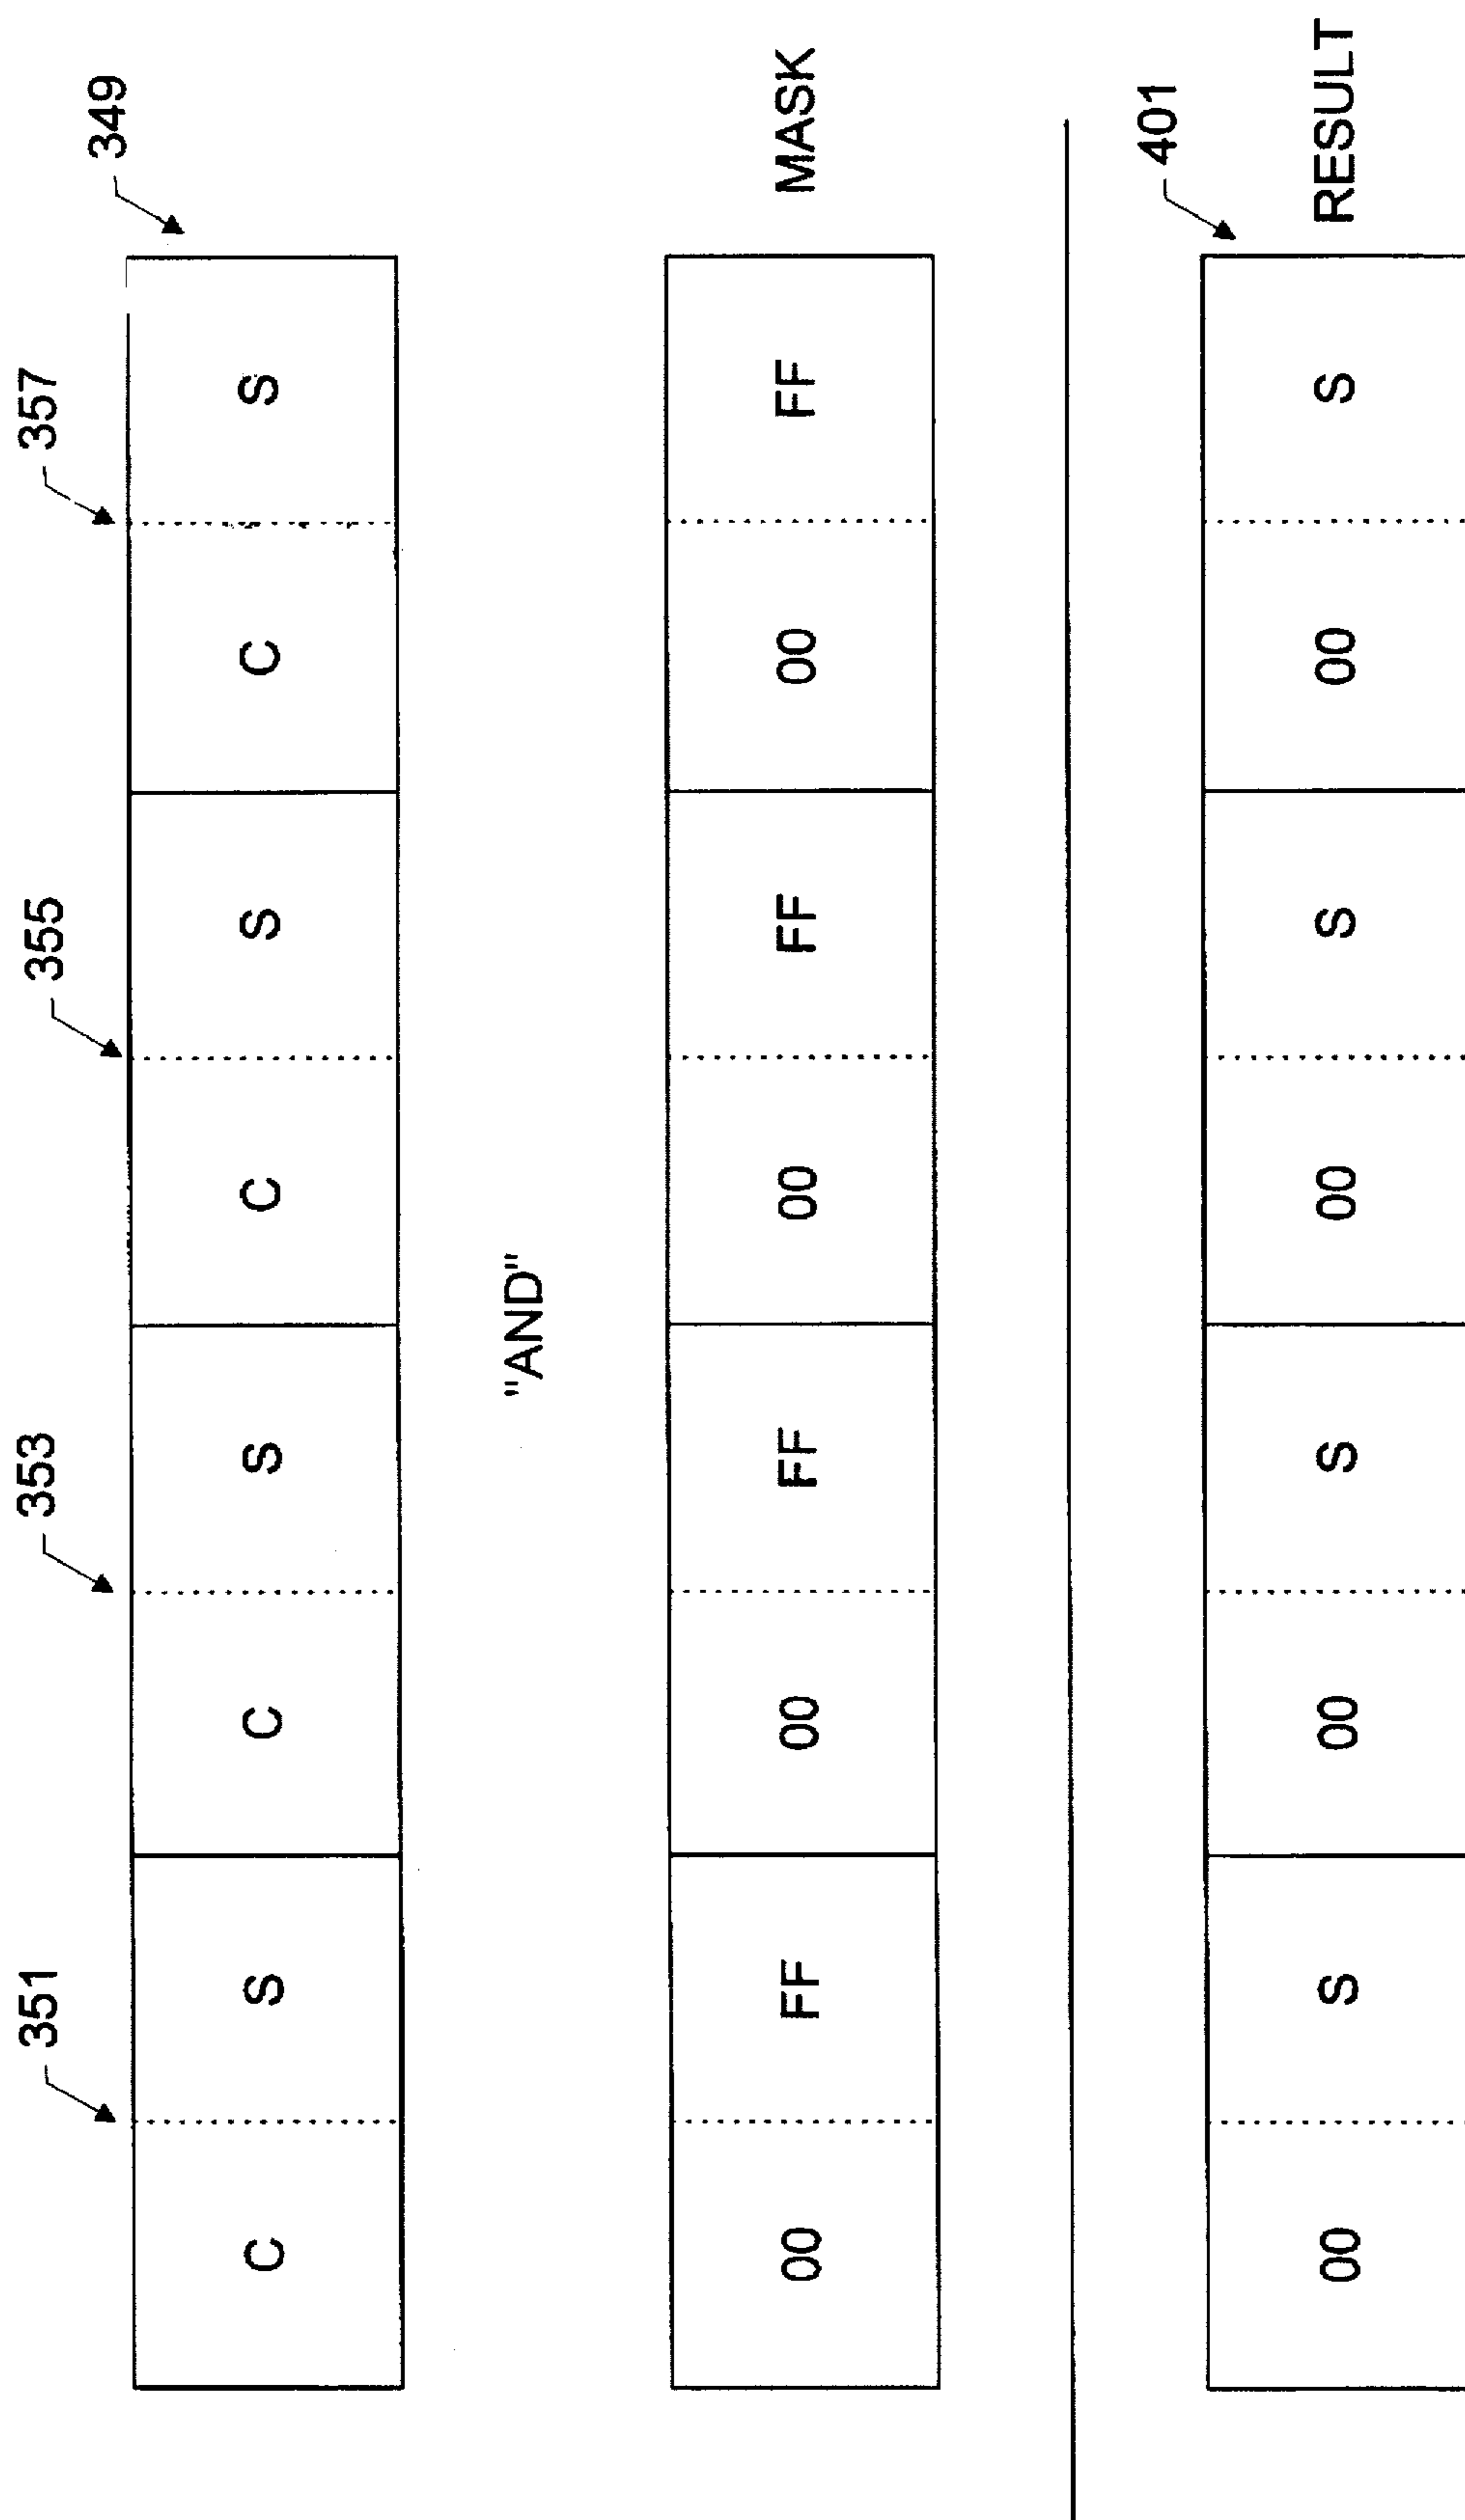 351 353 355 357 349
C S C S C S C S
"AND"
00 FF 00 FF 00 FF 00 FF MASK
401
00 S 00 S 00 S 00 S RESULT